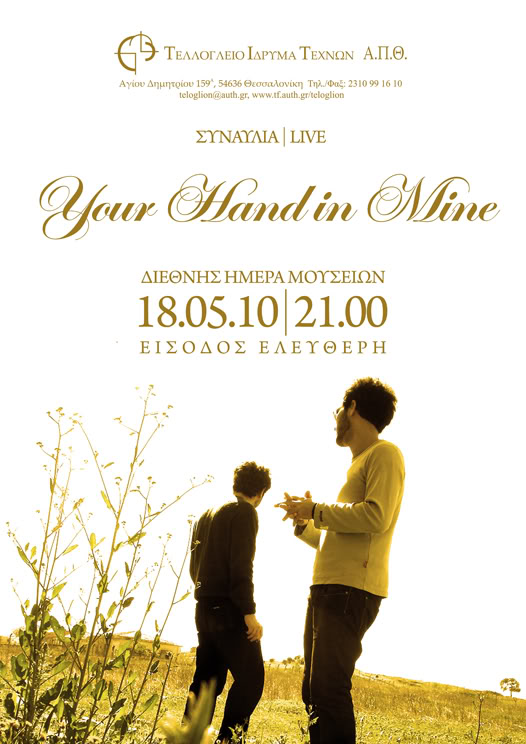 ΤΕΛΛΟΓΛΕΙΟ ΙΔΡΥΜΑ ΤΕΧΝΩΝ Α.Π.Θ.
Αγίου Δημητρίου 159Α, 54636 Θεσσαλονίκη Τηλ./Φαξ: 2310 99 16 10
teloglion@auth.gr, www.tf.auth.gr/teloglion
ΣΥΝΑΥΛΙΑ | LIVE
Your Hand in Mine
ΔΙΕΘΝΗΣ ΗΜΕΡΑ ΜΟΥΣΕΙΩΝ
18.05.10 | 21.00
ΕΙΣΟΔΟΣ ΕΛΕΥΘΕΡΗ